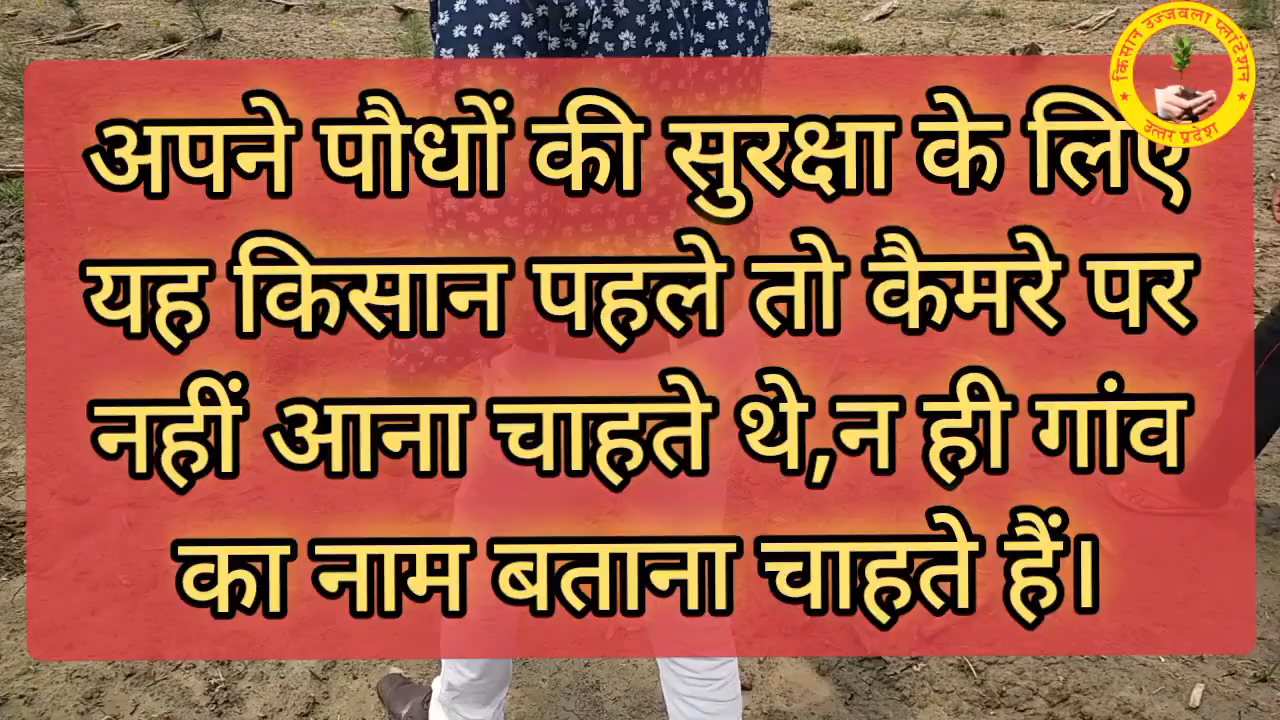 अपने पौधों की सुरक्षा के लिए
यह किसान पहले तो कैमरे पर
नहीं आना चाहते थे,न ही गांव
का नाम बताना चाहते हैं।
किसान उज्जवला प्लांटेशन
उत्तर प्रदेश